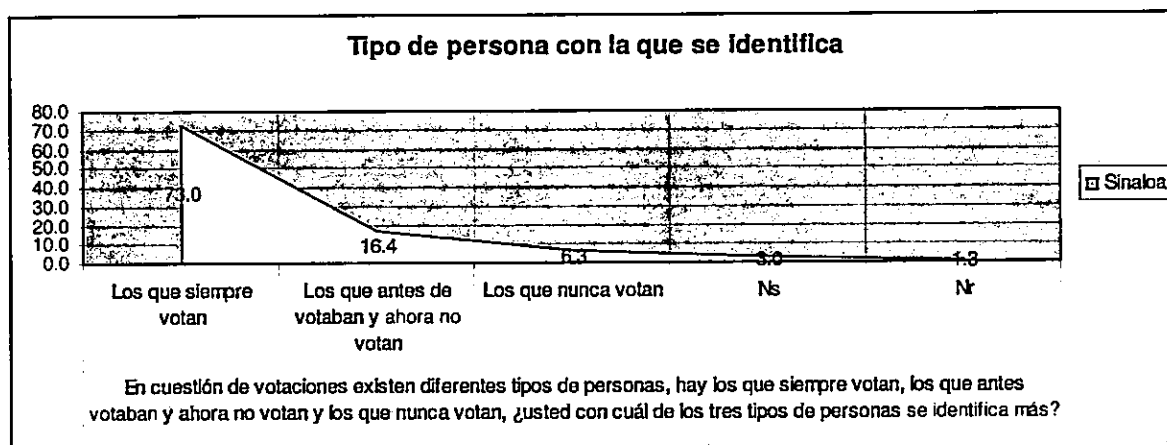 Tipo de persona con la que se identifica
80.0
70.0
60.0
50.0
40.0
30.0
20.0
10.0
0.0
73.0
16.4
6.3
3.0
1.3
Sinaloa
Los que siempre
votan
Los que antes de
votaban y ahora no
votan
Los que nunca votan
Ns
Nr
En cuestión de votaciones existen diferentes tipos de personas, hay los que siempre votan, los que antes
votaban y ahora no votan y los que nunca votan, ¿usted con cuál de los tres tipos de personas se identifica más?